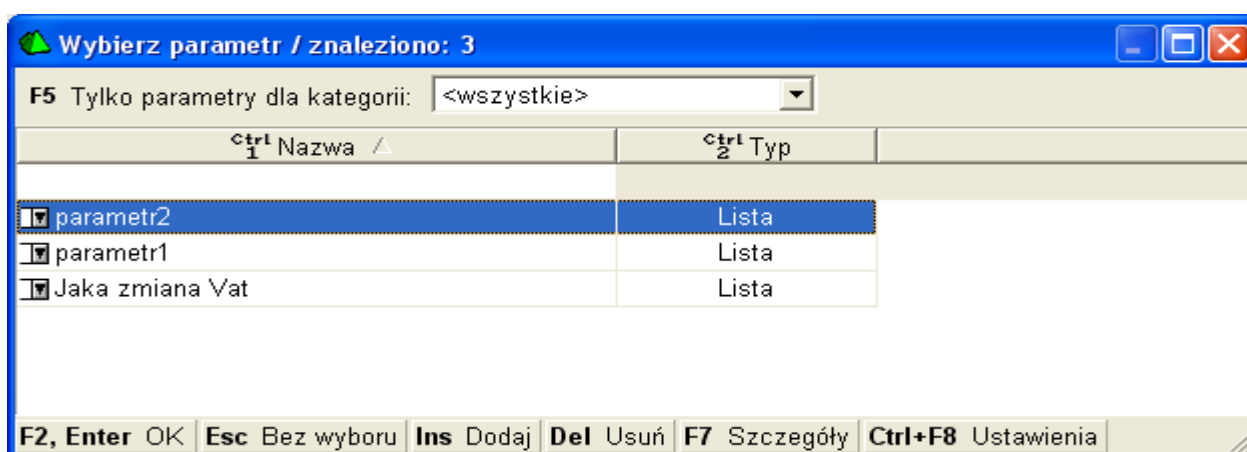 Wybierz parametr / znaleziono: 3
F5 Tylko parametry dla kategorii: <wszystkie>
Ctrl 1 Nazwa Ctrl 2 Typ
parametr2 Lista
parametr1 Lista
Jaka zmiana Vat Lista
F2, Enter OK Esc Bez wyboru Ins Dodaj Del Usuń F7 Szczegóły Ctrl+F8 Ustawienia